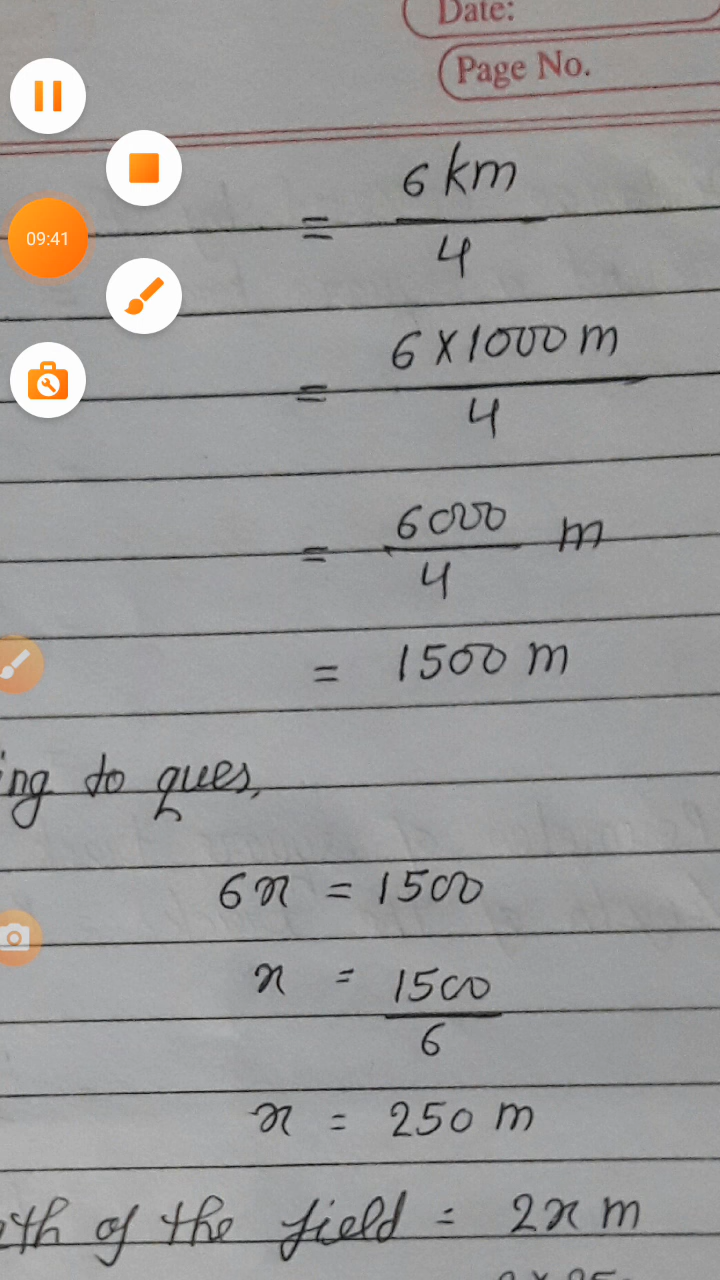 Date:
Page No.
09:41
= 6 km
4
= 6 × 1000 m
4
= 6000 m
4
= 1500 m
ing to ques,
6x = 1500
x = 1500
6
x = 250 m
th of the field = 2x m